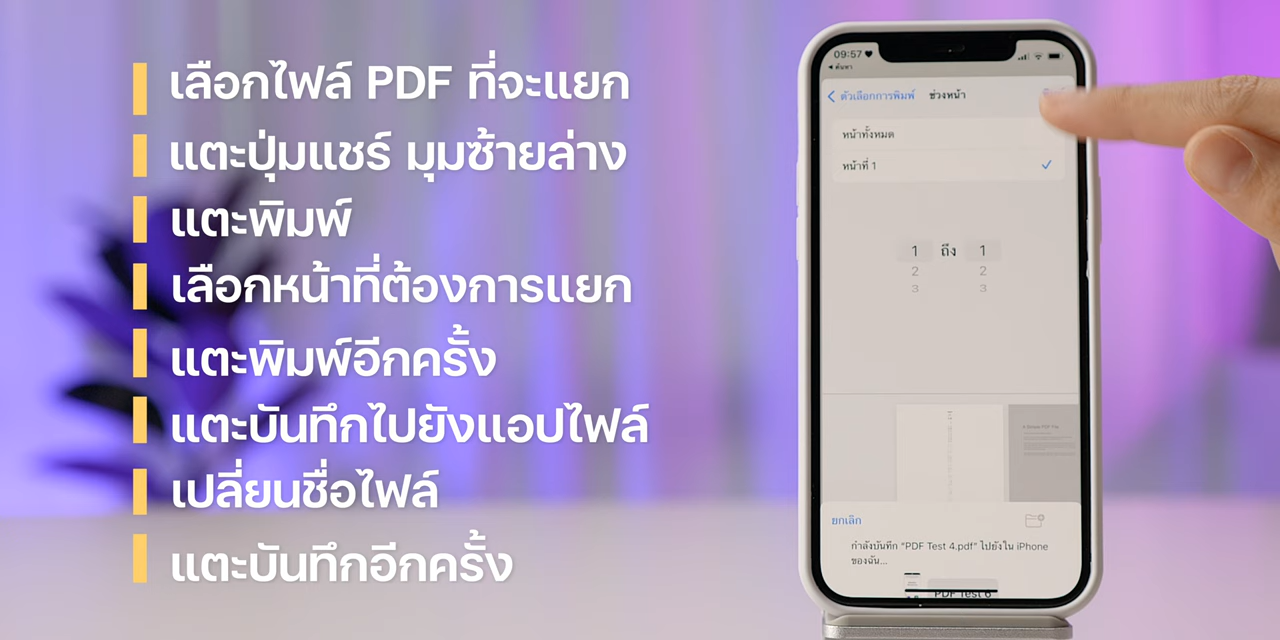 เลือกไฟล์ PDF ที่จะแยก
แตะปุ่มแชร์ มุมซ้ายล่าง
แตะพิมพ์
เลือกหน้าที่ต้องการแยก
แตะพิมพ์อีกครั้ง
แตะบันทึกไปยังแอปไฟล์
เปลี่ยนชื่อไฟล์
แตะบันทึกอีกครั้ง
09:57
ค้นหา
ตัวเลือกการพิมพ์ ช่วงหน้า
หน้าทั้งหมด
หน้าที่ 1
1 ถึง 1
2 2
3 3
ยกเลิก
กำลังบันทึก “PDF Test 4.pdf” ไปยังใน iPhone
ของฉัน...
PDF Test 6